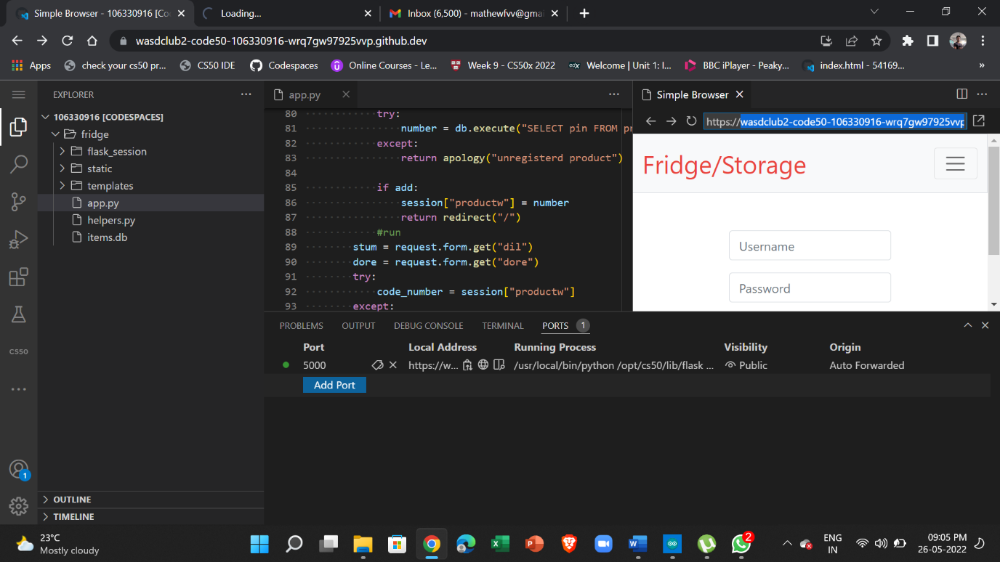 Simple Browser - 106330916 [Co
Loading...
Inbox (6,500) - mathewfvv@gmai
wasdclub2-code50-106330916-wrq7gw97925vvp.github.dev
Apps
check your cs50 pr...
CS50 IDE
Codespaces
Online Courses - Le...
Week 9 - CS50x 2022
edX
Welcome | Unit 1: I...
BBC iPlayer - Peaky...
index.html - 54169...
»
EXPLORER
106330916 [CODESPACES]
fridge
flask_session
static
templates
app.py
helpers.py
items.db
CS50
1
OUTLINE
TIMELINE
app.py
80 try:
81 number = db.execute("SELECT pin FROM pr
82 except:
83 return apology("unregisterd product")
84
85 if add:
86 session["productw"] = number
87 return redirect("/")
88 #run
89 stum = request.form.get("dil")
90 dore = request.form.get("dore")
91 try:
92 code_number = session["productw"]
93 except:
Simple Browser
https://wasdclub2-code50-106330916-wrq7gw97925vvp
Fridge/Storage
Username
Password
PROBLEMS OUTPUT DEBUG CONSOLE TERMINAL PORTS 1
Port Local Address Running Process Visibility Origin
5000 https://w... /usr/local/bin/python /opt/cs50/lib/flask ... Public Auto Forwarded
Add Port
23°C
Mostly cloudy
2
ENG
IN
09:05 PM
26-05-2022